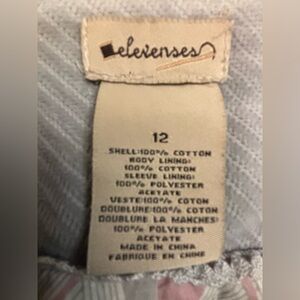 elevenses
12
SHELL:100% COTTON
BODY LINING:
100% COTTON
SLEEVE LINING:
100% POLYESTER
ACETATE
VESTE:100% COTON
DOUBLURE:100% COTON
DOUBLURE LA MANCHES:
100% POLYESTER
ACETATE
MADE IN CHINA
FABRIQUE EN CHINE